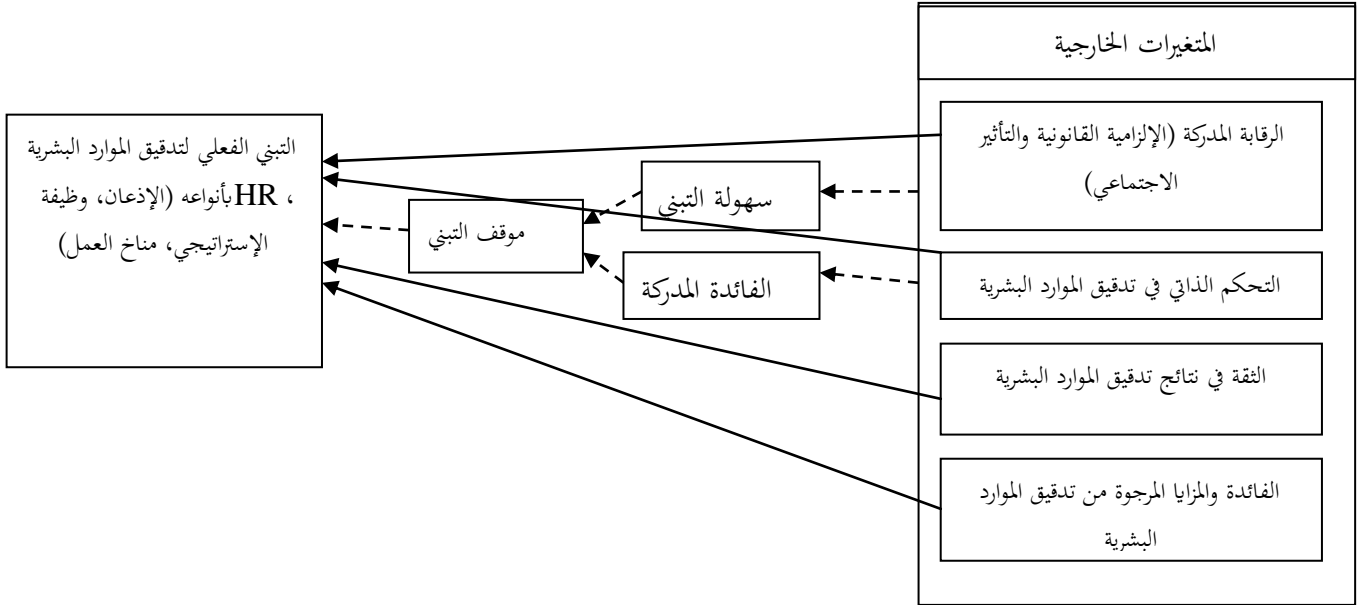 المتغيرات الخارجية
الرقابة المدركة (الإلزامية القانونية والتأثير
الاجتماعي)
التحكم الذاتي في تدقيق الموارد البشرية
الثقة في نتائج تدقيق الموارد البشرية
الفائدة والمزايا المرجوة من تدقيق الموارد
البشرية
سهولة التبني
الفائدة المدركة
موقف التبني
التبني الفعلي لتدقيق الموارد البشرية
بأنواعه (الإذعان، وظيفة HR ،
الإستراتيجي، مناخ العمل)